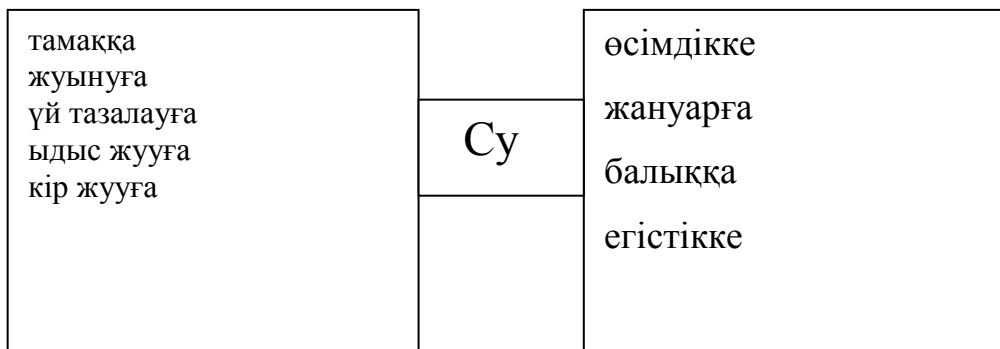 тамаққа
жуынуға
үй тазалауға
ыдыс жууға
кір жууға
Су
өсімдікке
жануарға
балыққа
егістікке